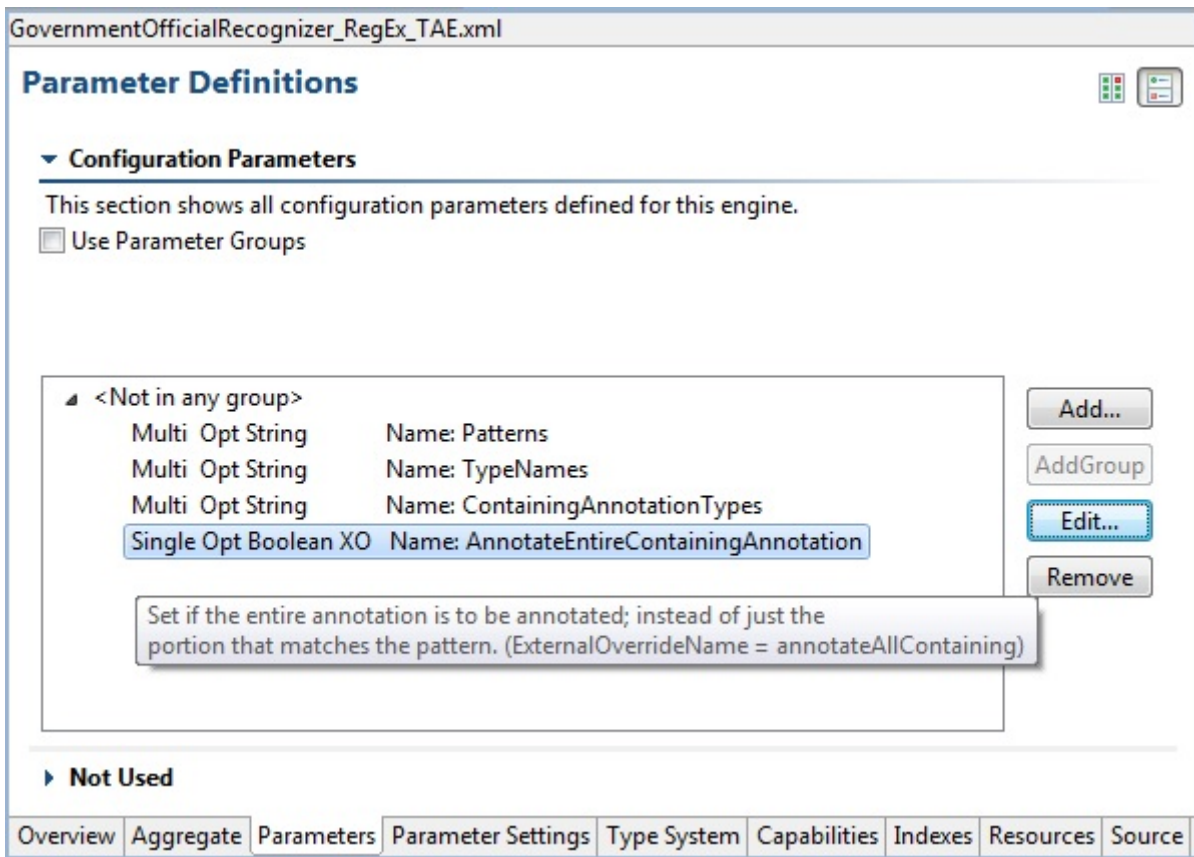 GovernmentOfficialRecognizer_RegEx_TAE.xml
Parameter Definitions
Configuration Parameters
This section shows all configuration parameters defined for this engine.
Use Parameter Groups
<Not in any group>
Multi Opt String Name: Patterns
Multi Opt String Name: TypeNames
Multi Opt String Name: ContainingAnnotationTypes
Single Opt Boolean XO Name: AnnotateEntireContainingAnnotation
Set if the entire annotation is to be annotated; instead of just the
portion that matches the pattern. (ExternalOverrideName = annotateAllContaining)
Add...
AddGroup
Edit...
Remove
Not Used
Overview Aggregate Parameters Parameter Settings Type System Capabilities Indexes Resources Source